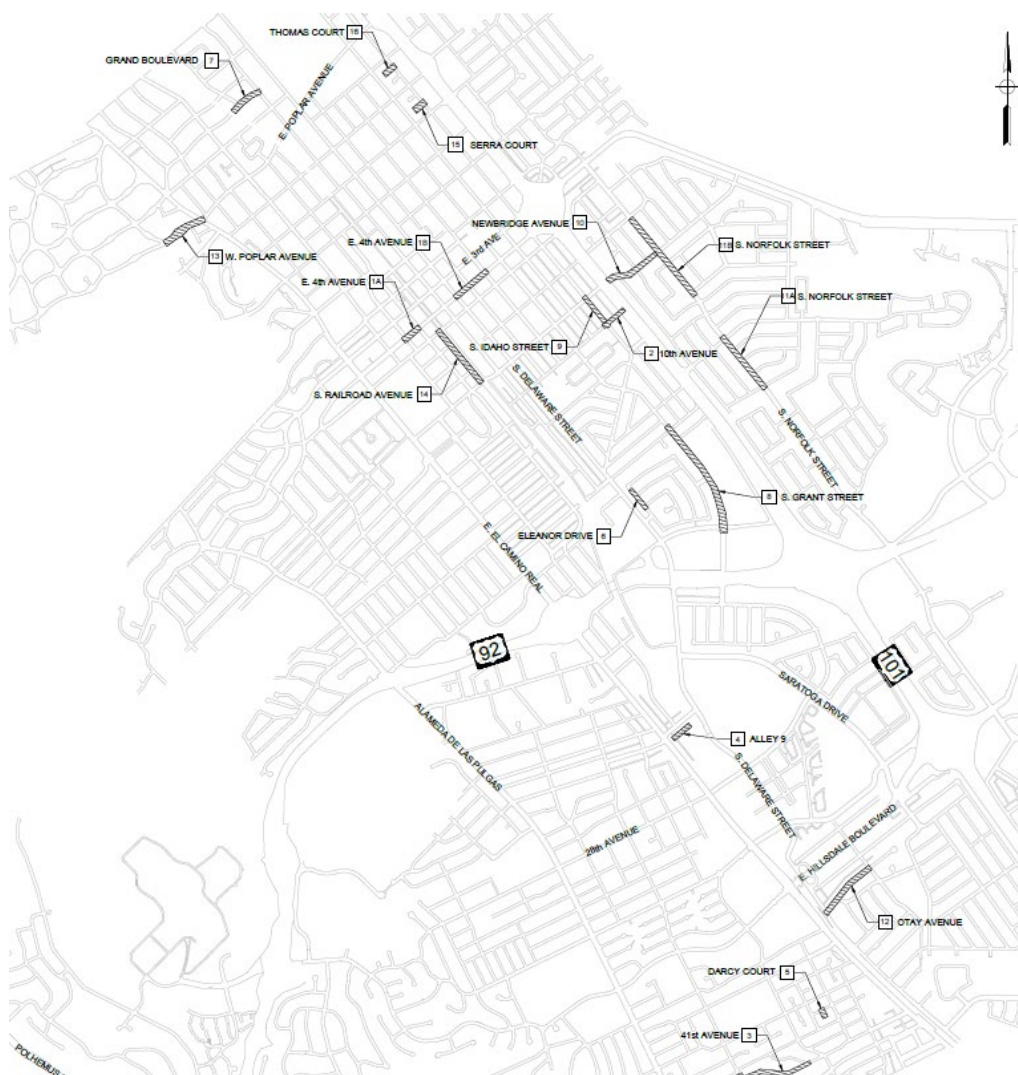 THOMAS COURT 16
GRAND BOULEVARD 7
E. POPLAR AVENUE
15 SERRA COURT
NEWBRIDGE AVENUE 10
E. 4th AVENUE 1B
E. 3rd AVE
11B S. NORFOLK STREET
13 W. POPLAR AVENUE
E. 4th AVENUE 1A
11A S. NORFOLK STREET
S. IDAHO STREET 9
2 10th AVENUE
S. RAILROAD AVENUE 14
S. DELAWARE STREET
S. NORFOLK STREET
8 S. GRANT STREET
ELEANOR DRIVE 6
E. EL CAMINO REAL
92
101
SARATOGA DRIVE
ALAMEDA DE LAS PULGAS
4 ALLEY 9
S. DELAWARE STREET
28th AVENUE
E. HILLSDALE BOULEVARD
12 OTAY AVENUE
DARCY COURT 5
41st AVENUE 3
POLHEMUS